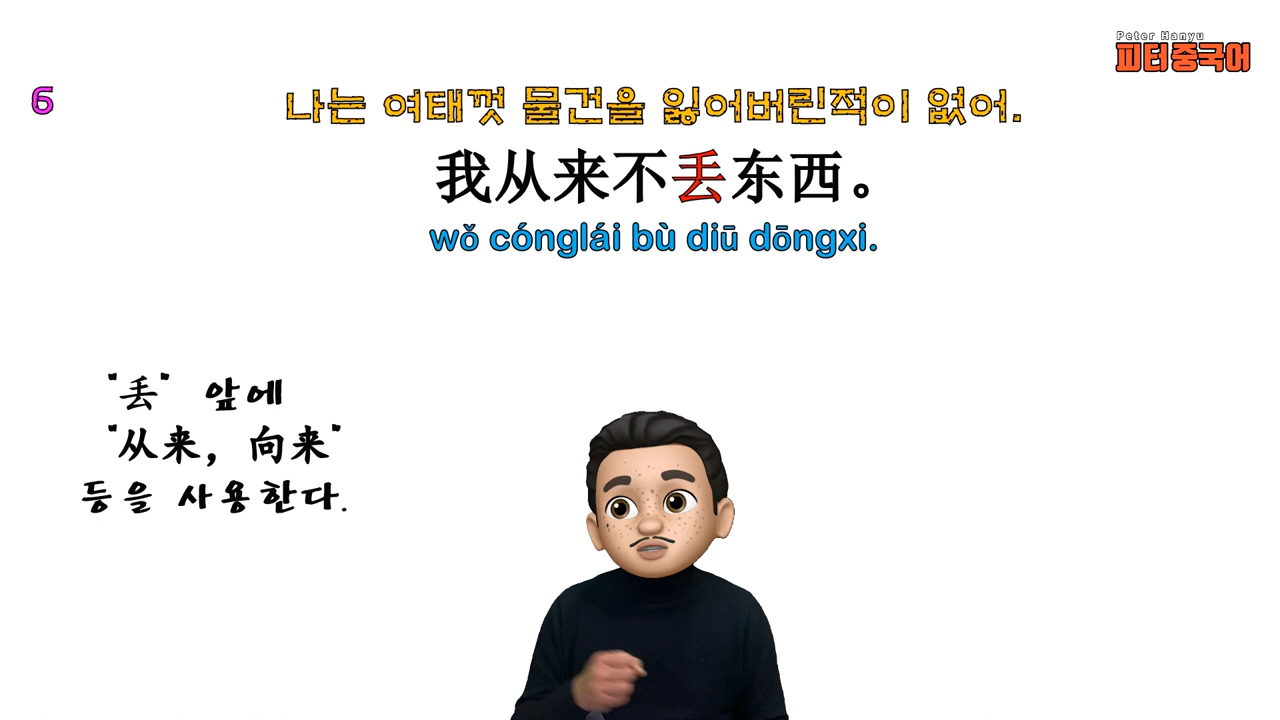 Peter Hanyu
피터중국어
6
나는 여태껏 물건을 잃어버린적이 없어.
我从来不丢东西。
wǒ cónglái bù diū dōngxi.
"丢" 앞에
"从来，向来"
등을 사용한다.